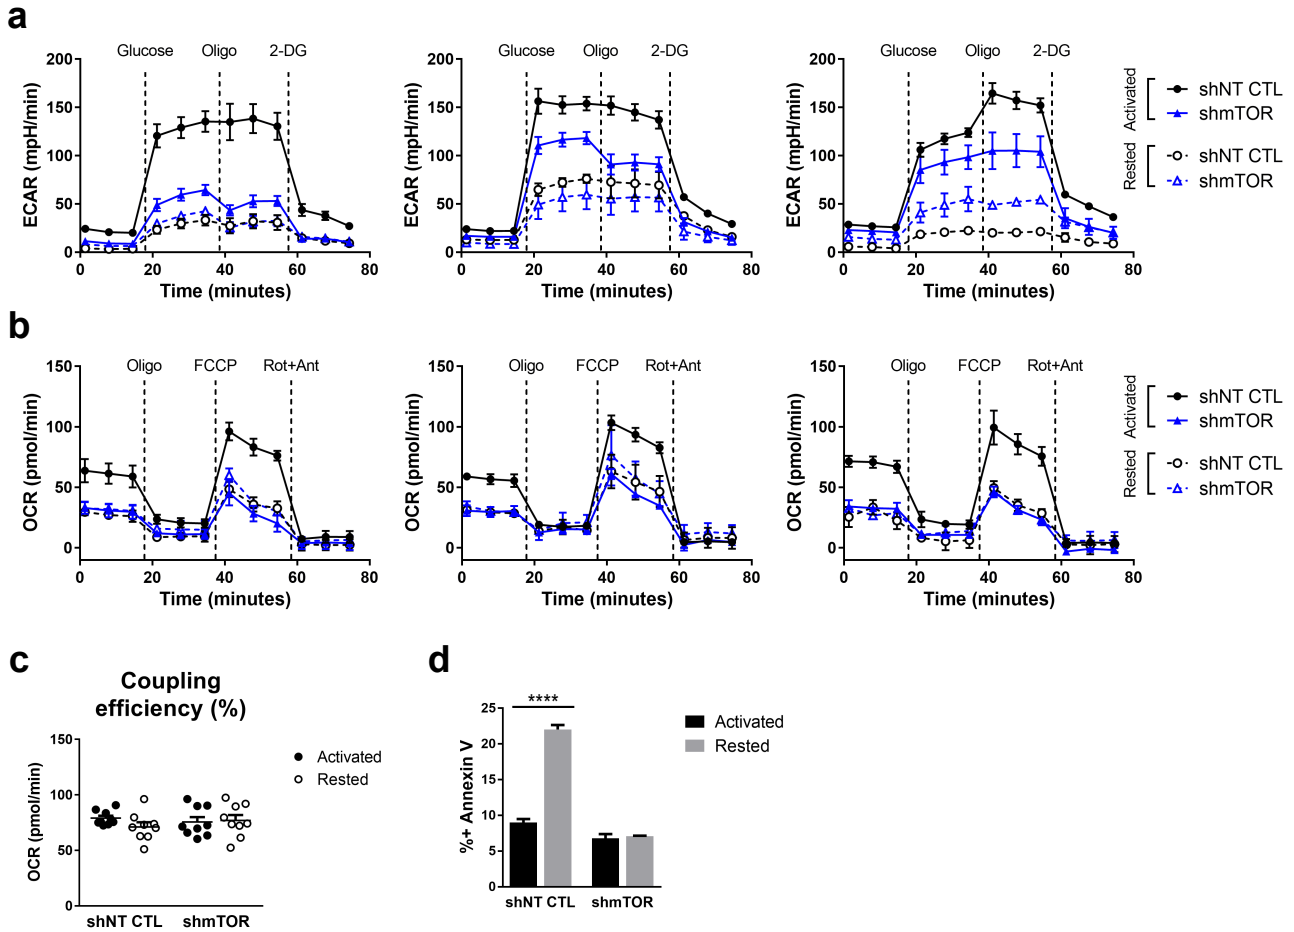 a
Glucose Oligo 2-DG
200
150
100
50
0
0 20 40 60 80
ECAR (mpH/min)
Time (minutes)
Glucose Oligo 2-DG
200
150
100
50
0
0 20 40 60 80
ECAR (mpH/min)
Time (minutes)
Glucose Oligo 2-DG
200
150
100
50
0
0 20 40 60 80
ECAR (mpH/min)
Time (minutes)
Activated
shNT CTL
shmTOR
Rested
shNT CTL
shmTOR
b
Oligo FCCP Rot+Ant
150
100
50
0
0 20 40 60 80
OCR (pmol/min)
Time (minutes)
Oligo FCCP Rot+Ant
150
100
50
0
0 20 40 60 80
OCR (pmol/min)
Time (minutes)
Oligo FCCP Rot+Ant
150
100
50
0
0 20 40 60 80
OCR (pmol/min)
Time (minutes)
Activated
shNT CTL
shmTOR
Rested
shNT CTL
shmTOR
c
Coupling
efficiency (%)
150
100
50
0
OCR (pmol/min)
shNT CTL shmTOR
Activated
Rested
d
****
25
20
15
10
5
0
%+ Annexin V
shNT CTL shmTOR
Activated
Rested